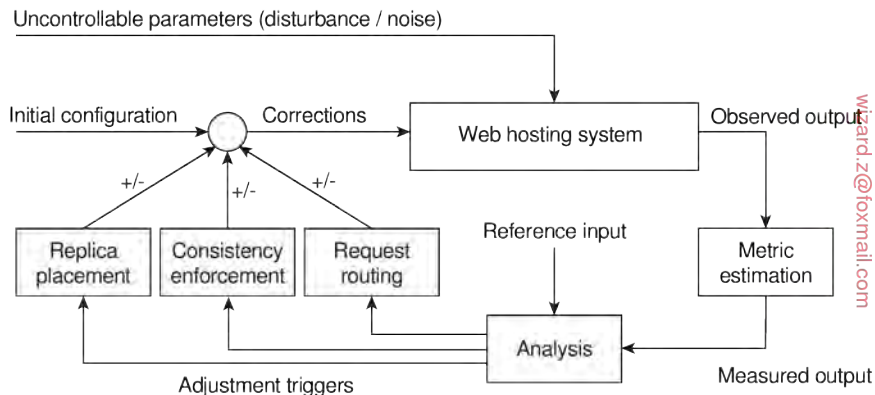 Uncontrollable parameters (disturbance / noise)
Initial configuration
Corrections
Web hosting system
Observed output
+/-
+/-
+/-
Replica
placement
Consistency
enforcement
Request
routing
Reference input
Metric
estimation
Analysis
Adjustment triggers
Measured output
wizard.z@foxmail.com